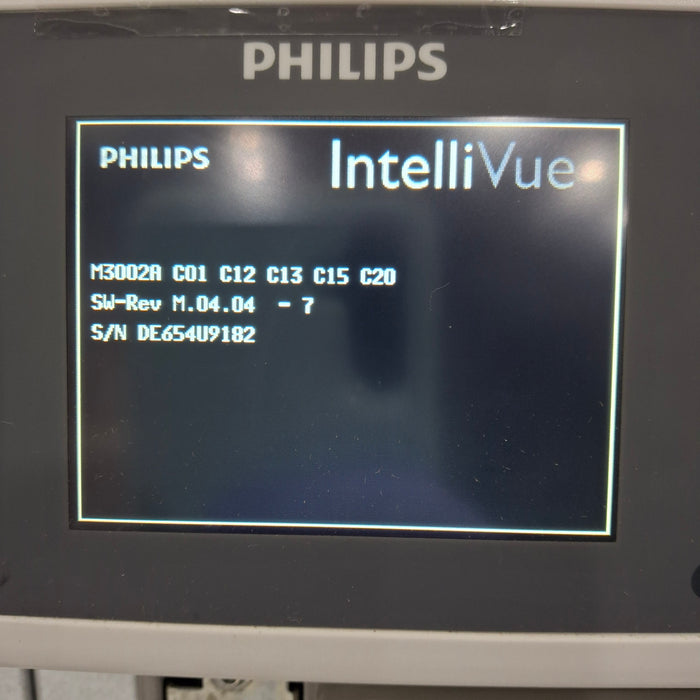 PHILIPS
PHILIPS IntelliVue
M3002A C01 C12 C13 C15 C20
SW-Rev M.04.04 - 7
S/N DE654U9182